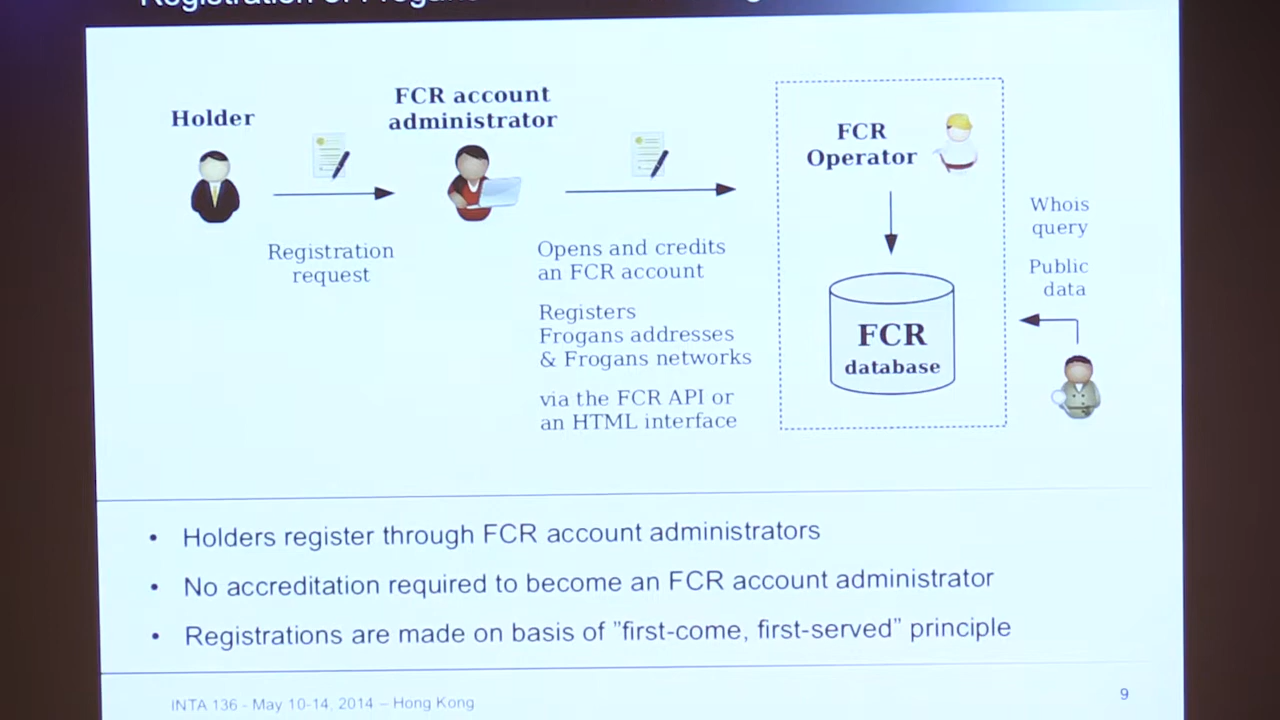 Registration of
Holder
FCR account
administrator
Registration
request
Opens and credits
an FCR account
Registers
Frogans addresses
& Frogans networks
via the FCR API or
an HTML interface
FCR
Operator
FCR
database
Whois
query
Public
data
• Holders register through FCR account administrators
• No accreditation required to become an FCR account administrator
• Registrations are made on basis of "first-come, first-served" principle
INTA 136 - May 10-14, 2014 – Hong Kong
9